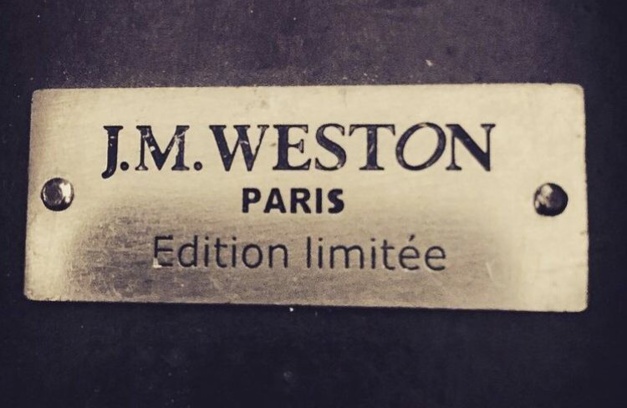 J.M. WESTON
PARIS
Edition limitée